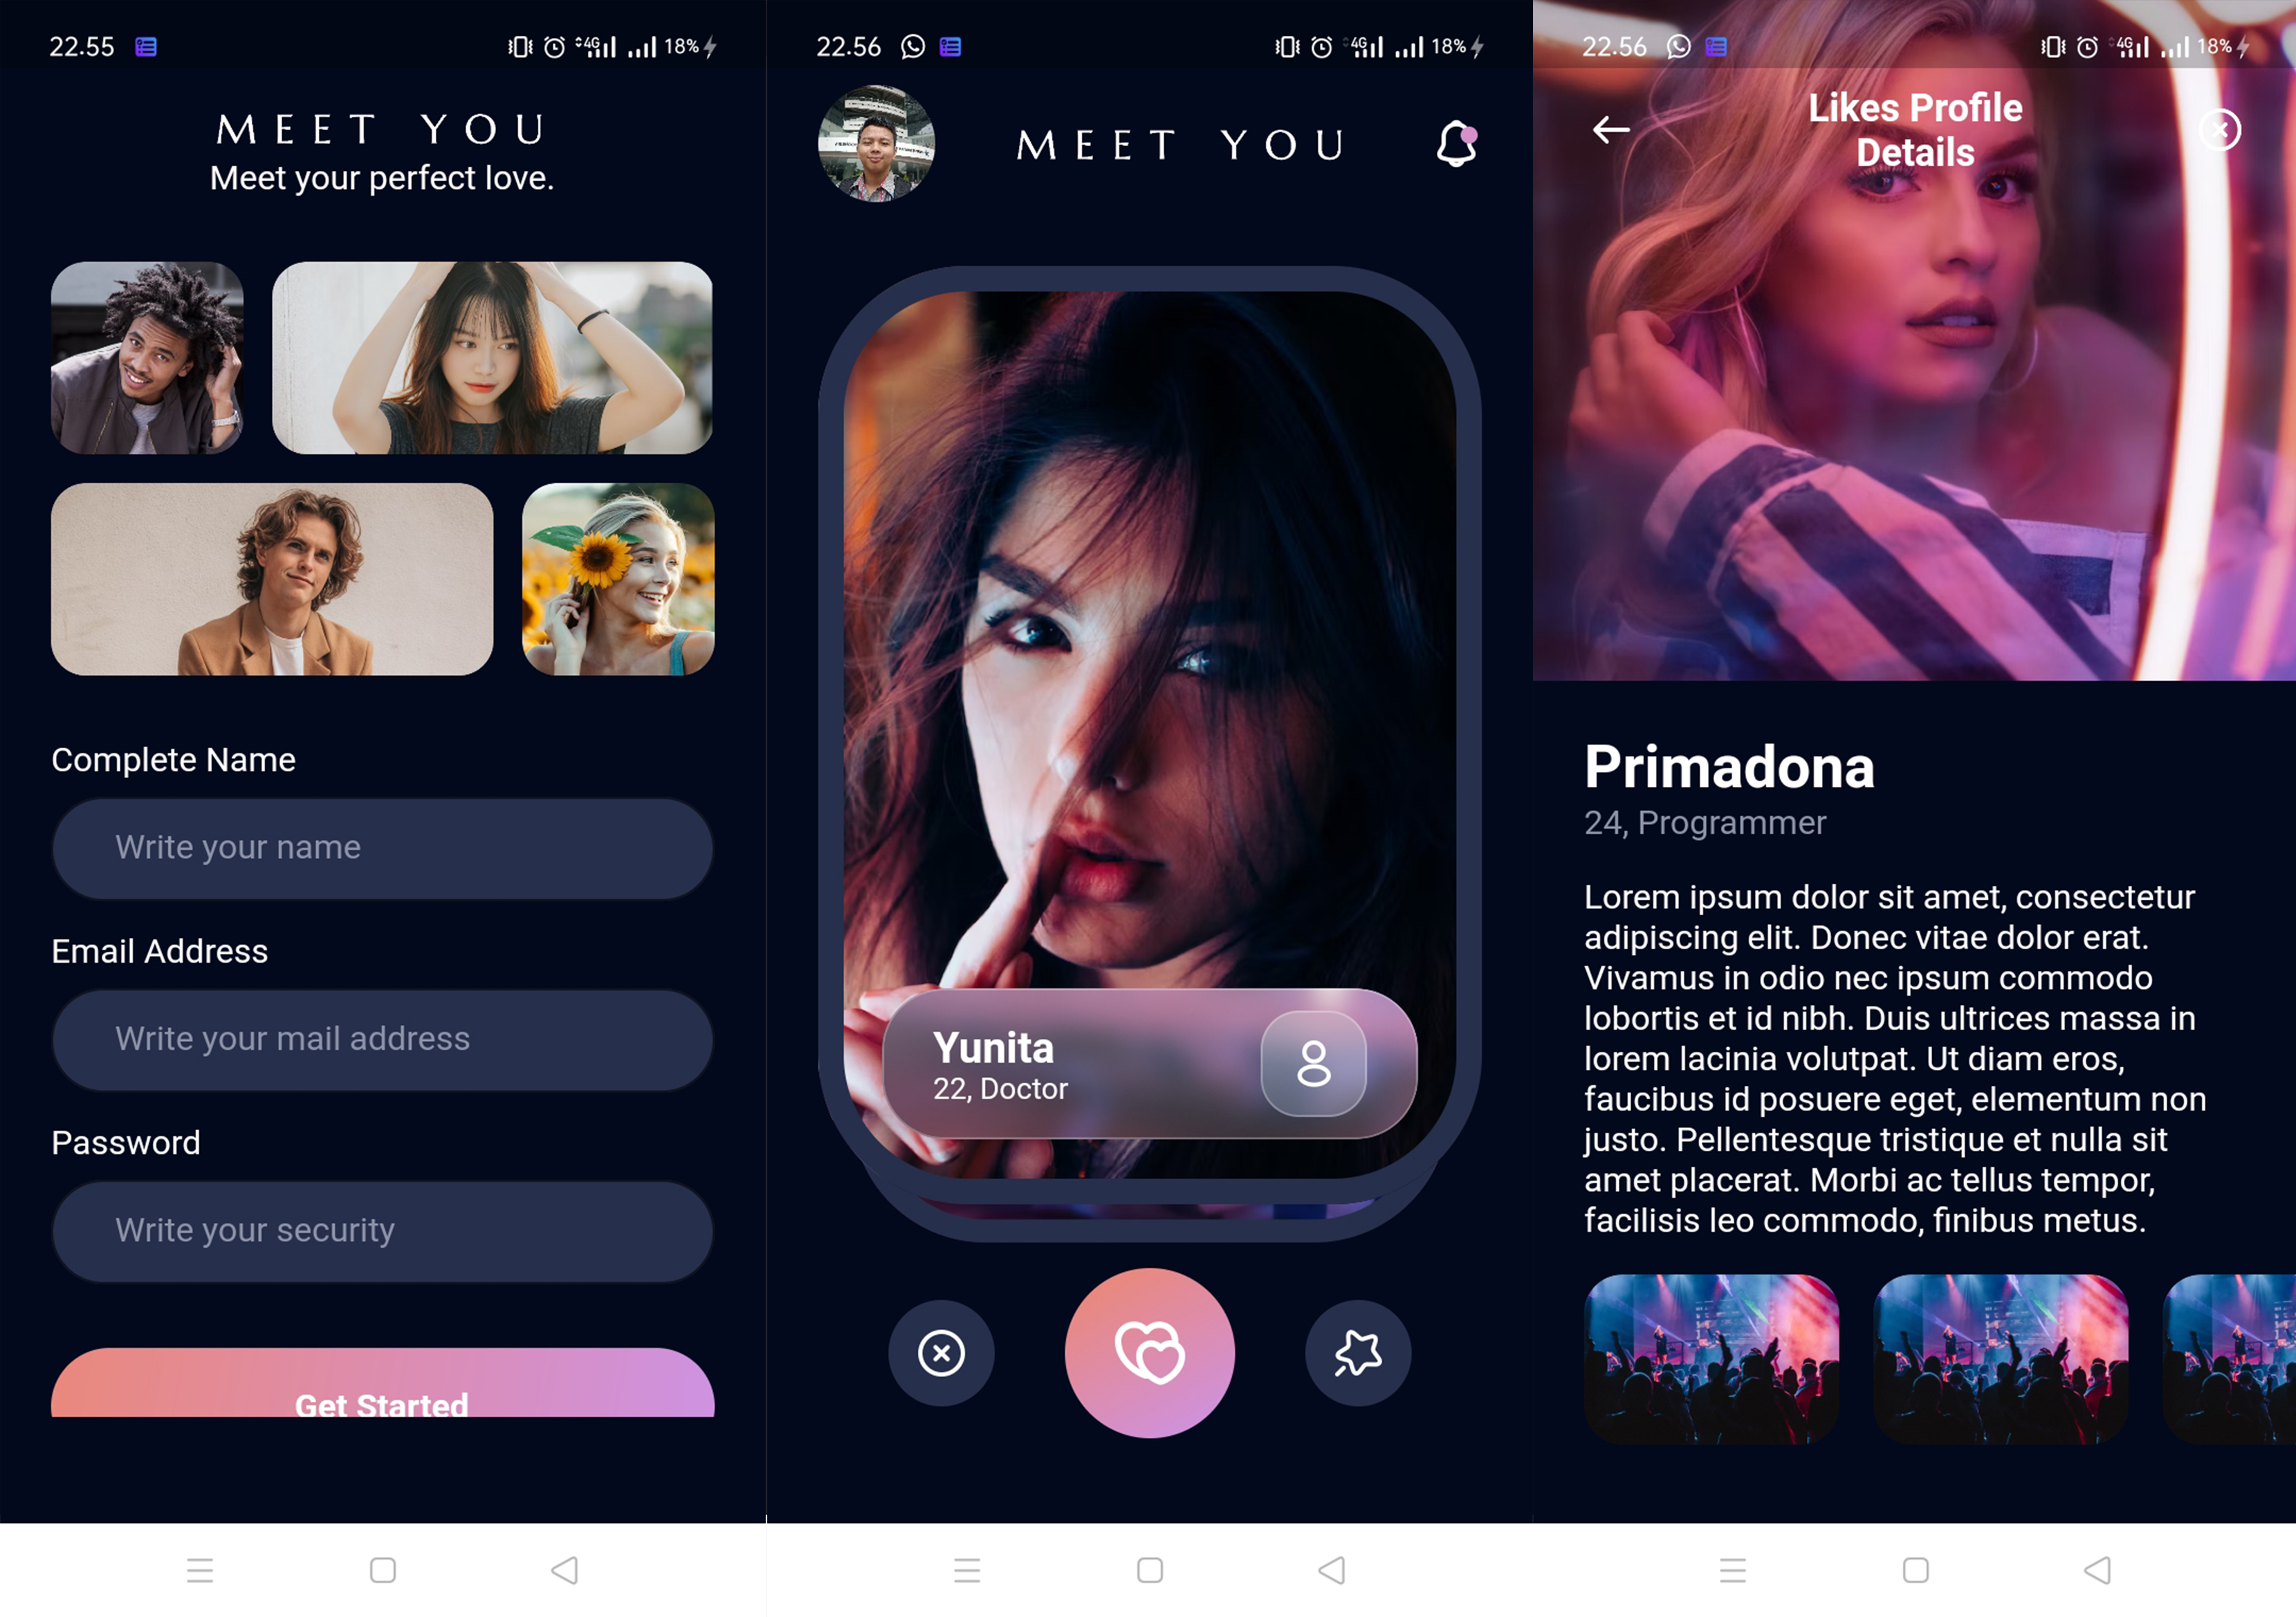 22.55
4G
18%
MEET YOU
Meet your perfect love.
Complete Name
Write your name
Email Address
Write your mail address
Password
Write your security
Get Started
22.56
4G
18%
MEET YOU
Yunita
22, Doctor
22.56
4G
18%
Likes Profile
Details
Primadona
24, Programmer
Lorem ipsum dolor sit amet, consectetur
adipiscing elit. Donec vitae dolor erat.
Vivamus in odio nec ipsum commodo
lobortis et id nibh. Duis ultrices massa in
lorem lacinia volutpat. Ut diam eros,
faucibus id posuere eget, elementum non
justo. Pellentesque tristique et nulla sit
amet placerat. Morbi ac tellus tempor,
facilisis leo commodo, finibus metus.